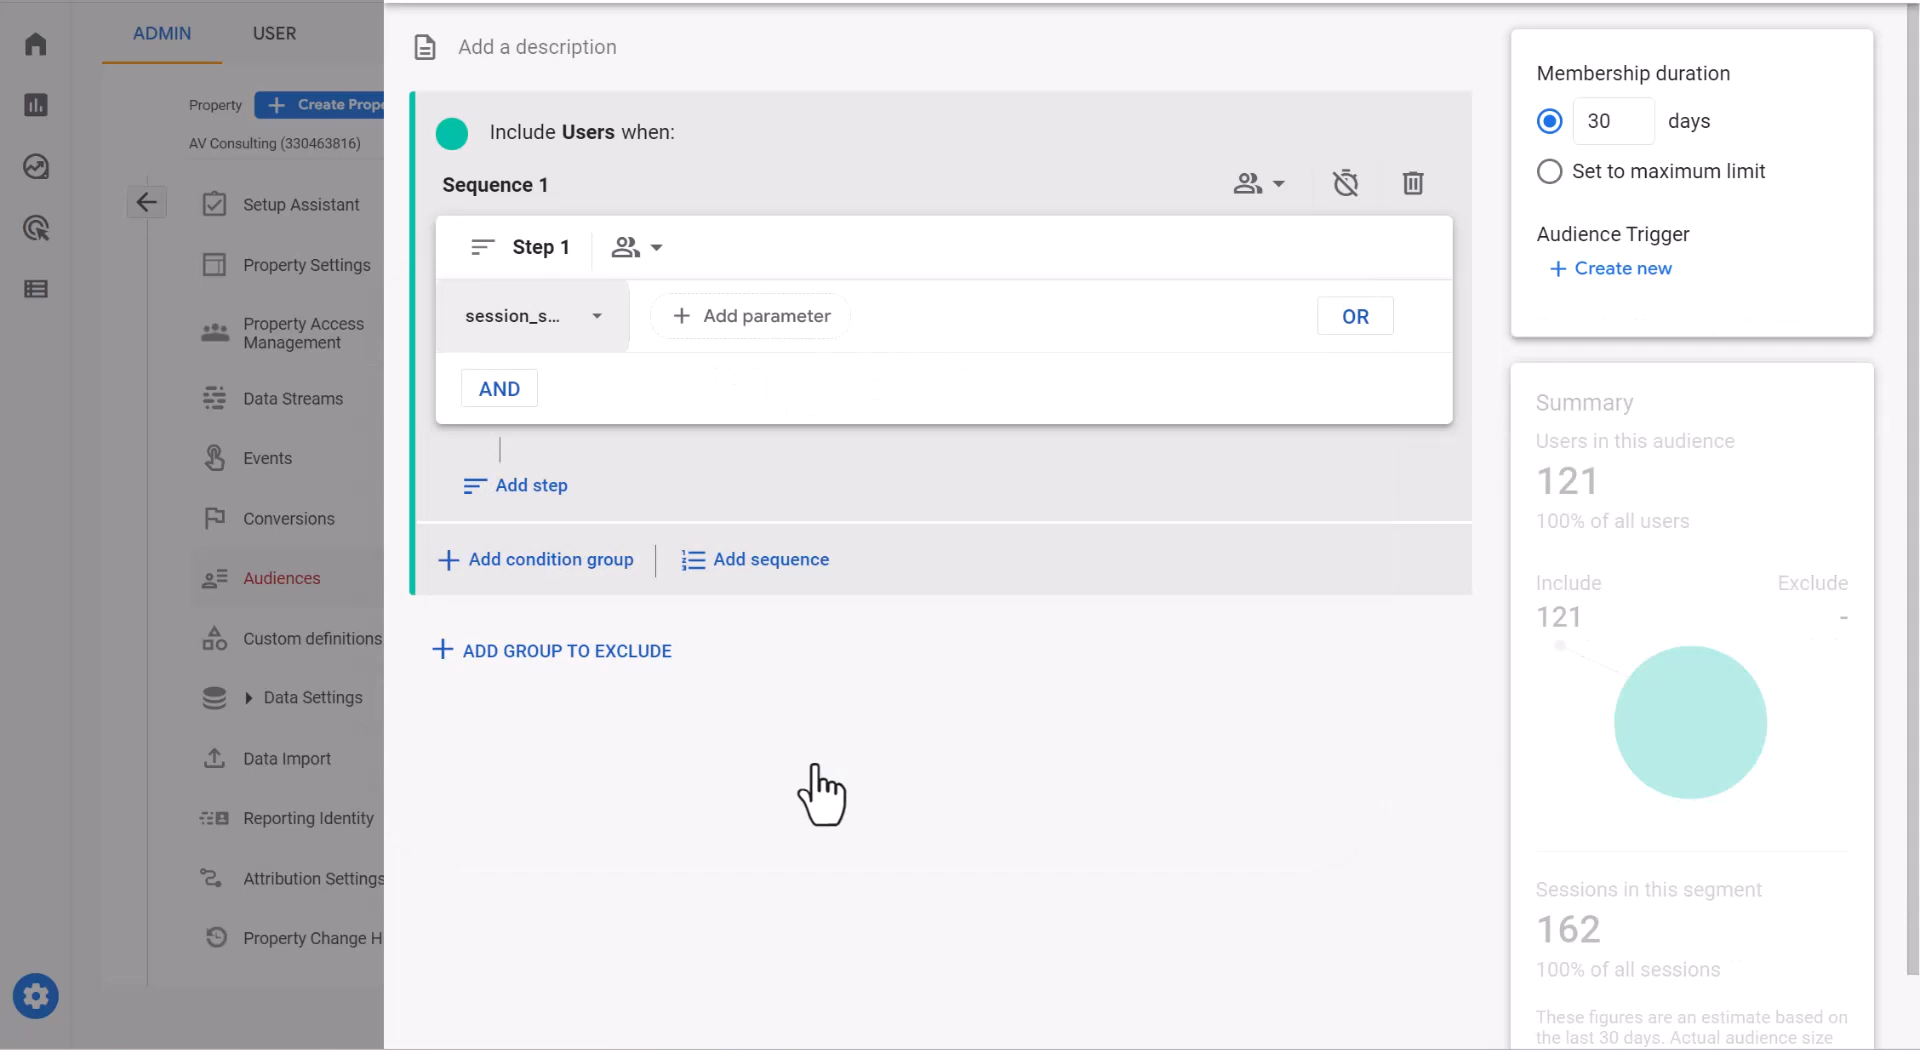 ADMIN
USER
Property
Create Prope
AV Consulting (330463816)
Setup Assistant
Property Settings
Property Access
Management
Data Streams
Events
Conversions
Audiences
Custom definitions
Data Settings
Data Import
Reporting Identity
Attribution Settings
Property Change H
Add a description
Include Users when:
Sequence 1
Step 1
session_s...
Add parameter
OR
AND
Add step
Add condition group
Add sequence
ADD GROUP TO EXCLUDE
Membership duration
30 days
Set to maximum limit
Audience Trigger
Create new
Summary
Users in this audience
121
100% of all users
Include Exclude
121 -
Sessions in this segment
162
100% of all sessions
These figures are an estimate based on
the last 30 days. Actual audience size